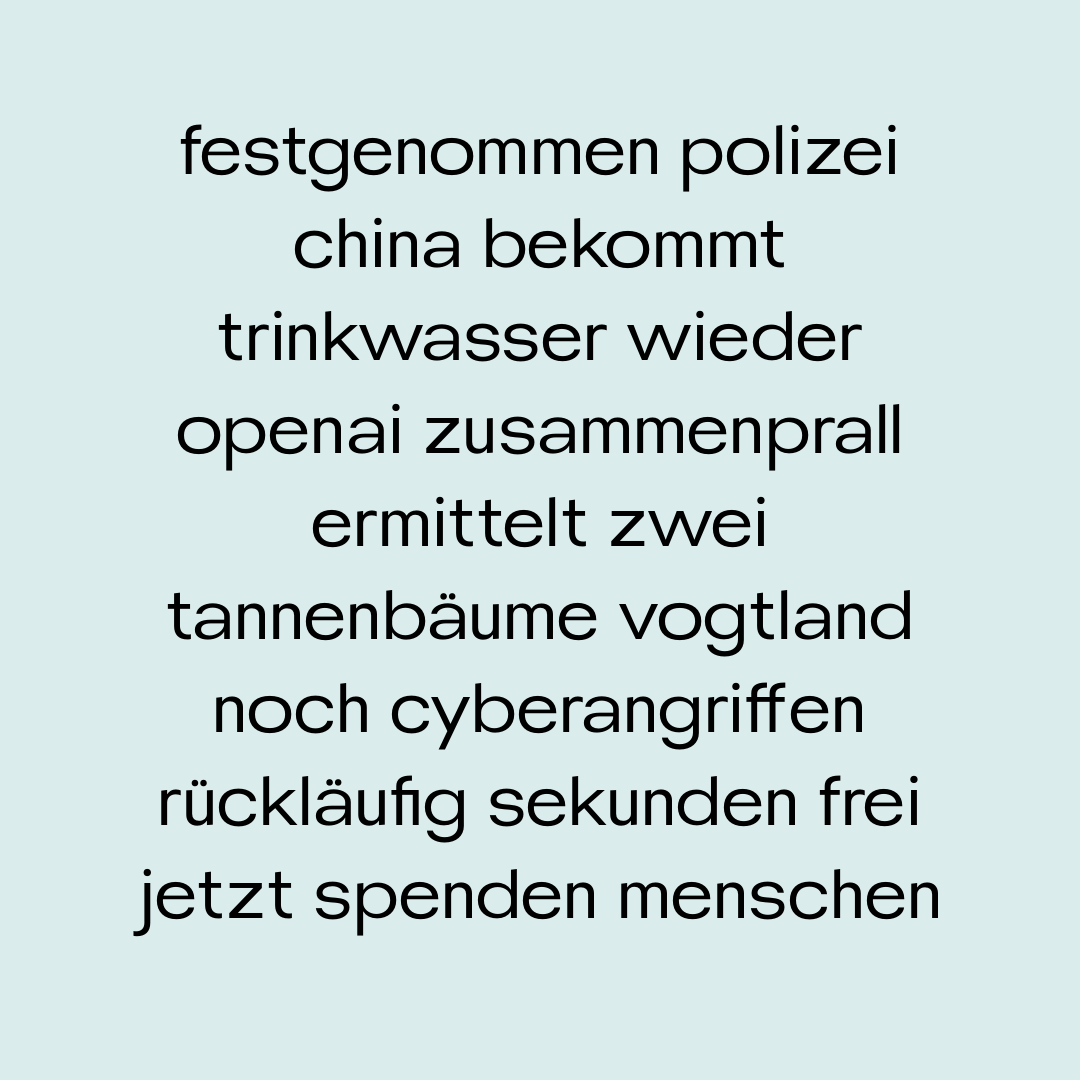 festgenommen polizei
china bekommt
trinkwasser wieder
openai zusammenprall
ermittelt zwei
tannenbäume vogtland
noch cyberangriffen
rückläufig sekunden frei
jetzt spenden menschen